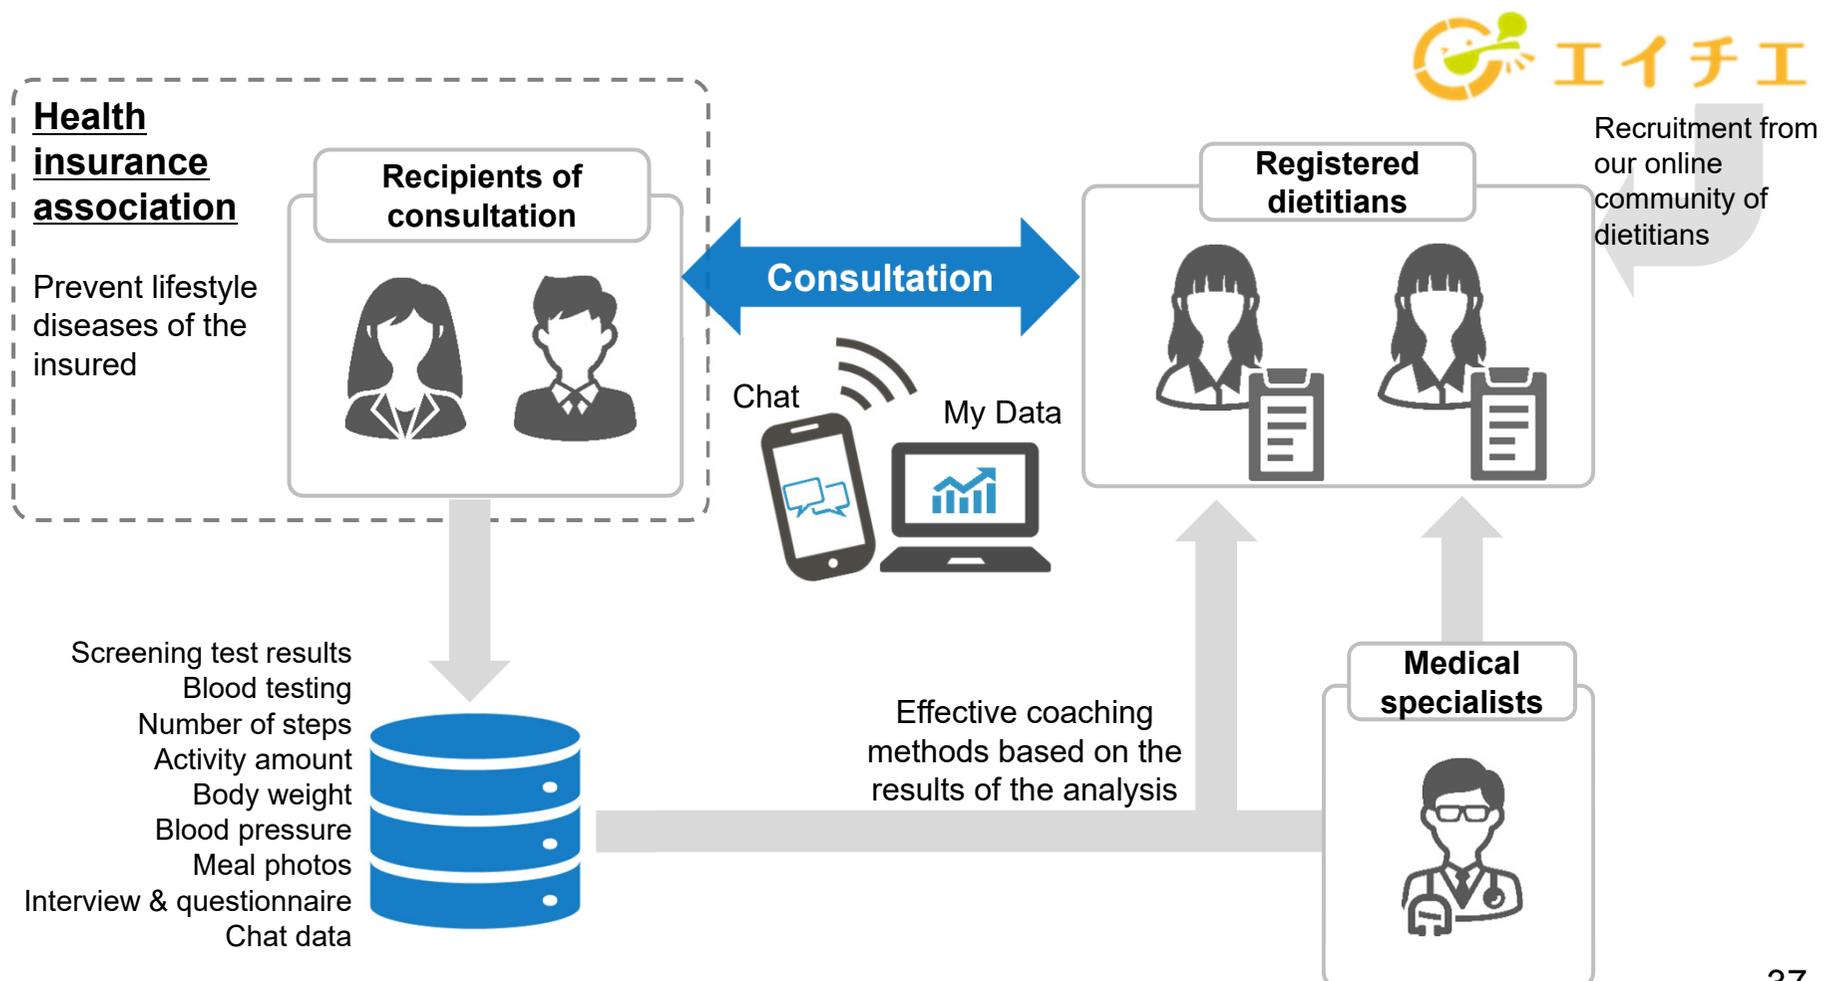 エイチエ
Health
insurance
association
Prevent lifestyle
diseases of the
insured
Recipients of
consultation
Consultation
Chat
My Data
Registered
dietitians
Recruitment from
our online
community of
dietitians
Screening test results
Blood testing
Number of steps
Activity amount
Body weight
Blood pressure
Meal photos
Interview & questionnaire
Chat data
Effective coaching
methods based on the
results of the analysis
Medical
specialists
37